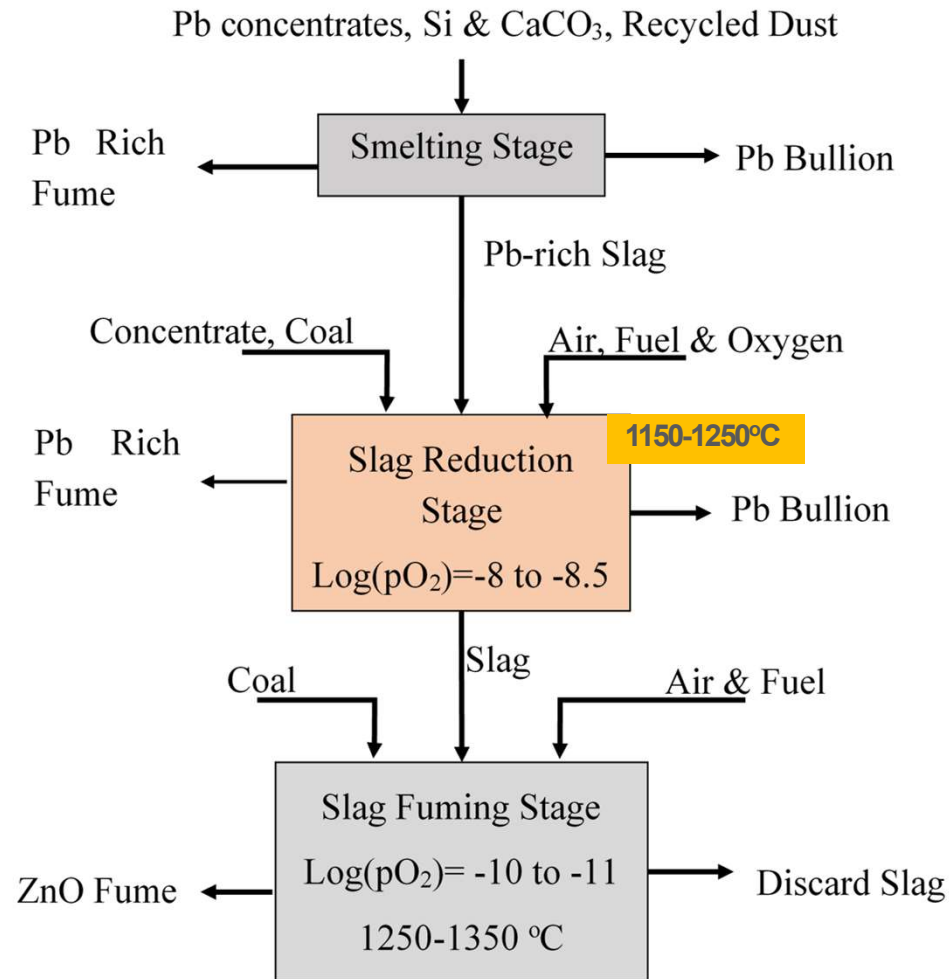 Pb concentrates, Si & CaCO₃, Recycled Dust
Pb Rich
Fume
Smelting Stage
Pb Bullion
Pb-rich Slag
Concentrate, Coal
Air, Fuel & Oxygen
1150-1250ºC
Pb Rich
Fume
Slag Reduction
Stage
Log(pO₂)=-8 to -8.5
Pb Bullion
Slag
Coal
Air & Fuel
Slag Fuming Stage
Log(pO₂)= -10 to -11
1250-1350 ºC
ZnO Fume
Discard Slag